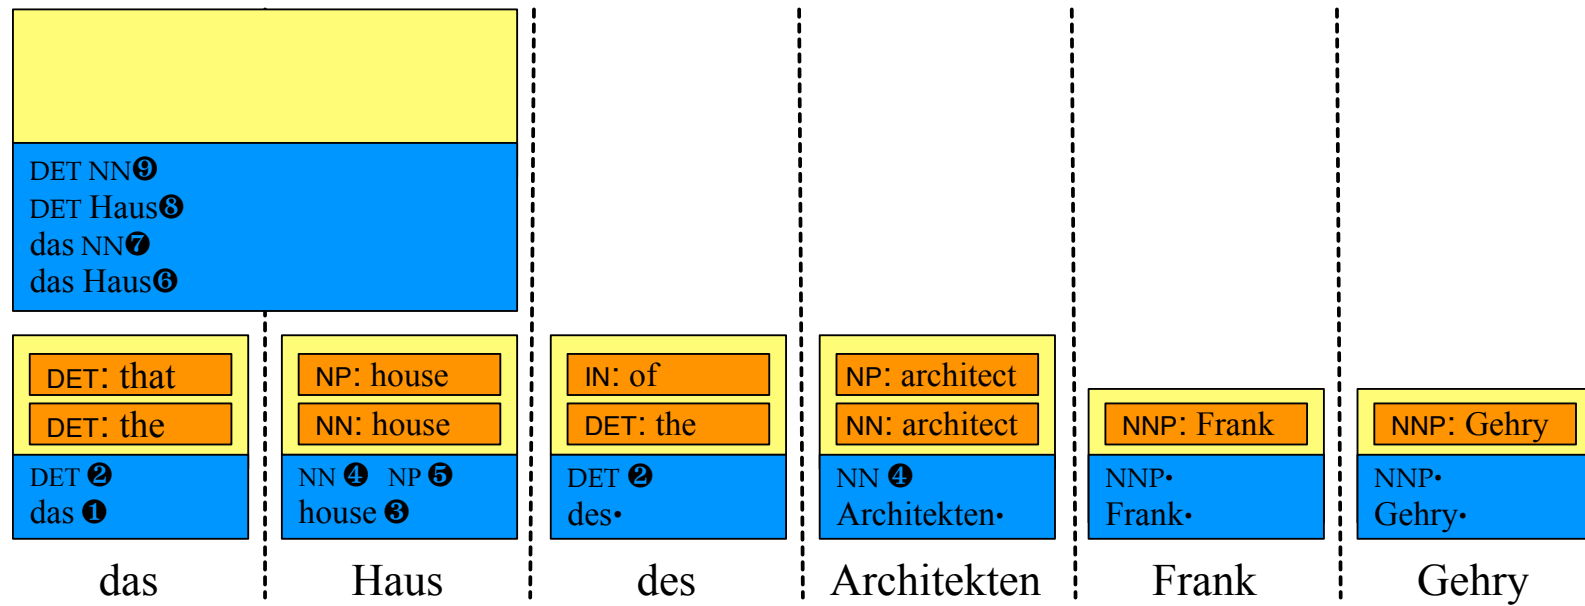 DET NN❾
DET Haus❽
das NN❼
das Haus❻
DET: that
DET: the
DET ❷
das ❶
NP: house
NN: house
NN ❹ NP ❺
house ❸
IN: of
DET: the
DET ❷
des•
NP: architect
NN: architect
NN ❹
Architekten•
NNP: Frank
NNP•
Frank•
NNP: Gehry
NNP•
Gehry•
das Haus des Architekten Frank Gehry